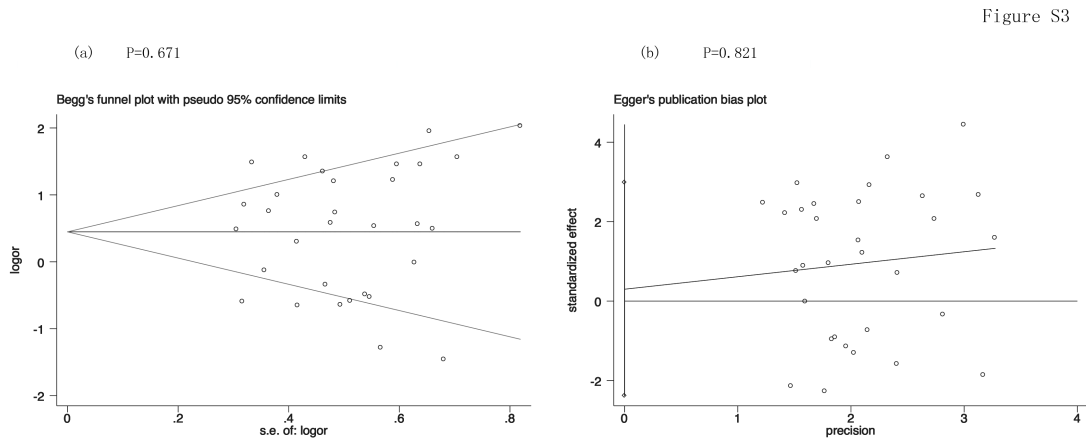 Figure S3
(a) P=0.671
(b) P=0.821
Begg's funnel plot with pseudo 95% confidence limits
logor
2
1
0
-1
-2
0 .2 .4 .6 .8
s.e. of: logor
Egger's publication bias plot
standardized effect
4
2
0
-2
0 1 2 3 4
precision